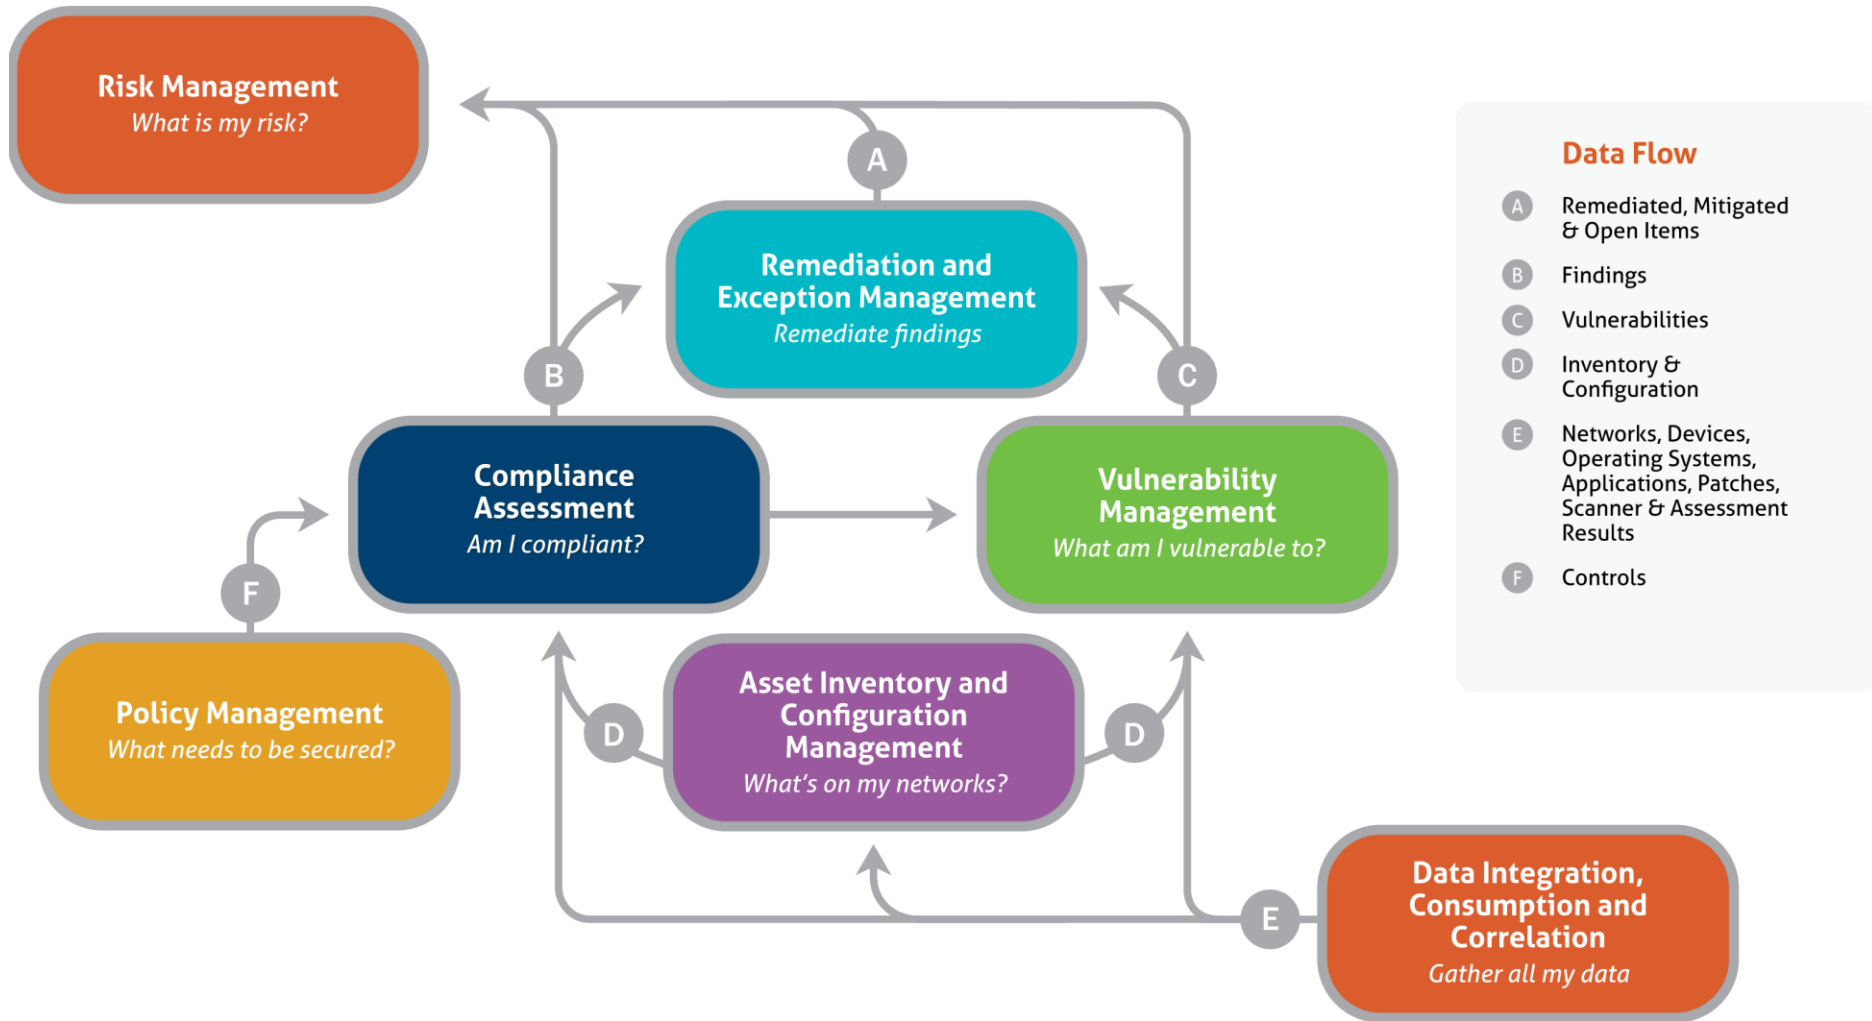 Risk Management
What is my risk?
A
Remediation and
Exception Management
Remediate findings
B
C
Compliance
Assessment
Am I compliant?
Vulnerability
Management
What am I vulnerable to?
F
Policy Management
What needs to be secured?
D
Asset Inventory and
Configuration
Management
What's on my networks?
D
E
Data Integration,
Consumption and
Correlation
Gather all my data
Data Flow
A Remediated, Mitigated
& Open Items
B Findings
C Vulnerabilities
D Inventory &
Configuration
E Networks, Devices,
Operating Systems,
Applications, Patches,
Scanner & Assessment
Results
F Controls